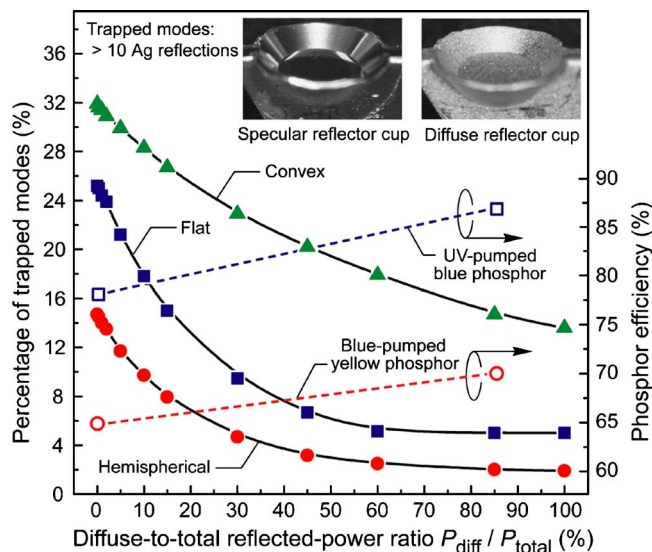 Trapped modes:
> 10 Ag reflections
Specular reflector cup
Diffuse reflector cup
Percentage of trapped modes (%)
36
32
28
24
20
16
12
8
4
0
Convex
Flat
Hemispherical
UV-pumped
blue phosphor
Blue-pumped
yellow phosphor
90
85
80
75
70
65
60
Phosphor efficiency (%)
0 10 20 30 40 50 60 70 80 90 100
Diffuse-to-total reflected-power ratio P_diff / P_total (%)